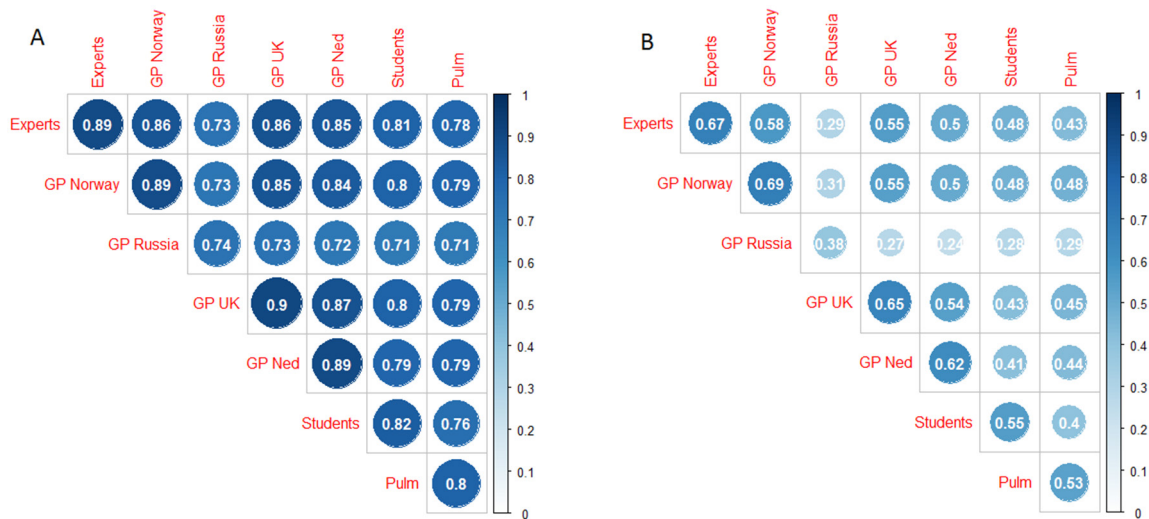 A
Experts
GP Norway
GP Russia
GP UK
GP Ned
Students
Pulm
Experts 0.89 0.86 0.73 0.86 0.85 0.81 0.78
GP Norway 0.89 0.73 0.85 0.84 0.8 0.79
GP Russia 0.74 0.73 0.72 0.71 0.71
GP UK 0.9 0.87 0.8 0.79
GP Ned 0.89 0.79 0.79
Students 0.82 0.76
Pulm 0.8
1
0.9
0.8
0.7
0.6
0.5
0.4
0.3
0.2
0.1
0
B
Experts
GP Norway
GP Russia
GP UK
GP Ned
Students
Pulm
Experts 0.67 0.58 0.29 0.55 0.5 0.48 0.43
GP Norway 0.69 0.31 0.55 0.5 0.48 0.48
GP Russia 0.38 0.27 0.24 0.28 0.29
GP UK 0.65 0.54 0.43 0.45
GP Ned 0.62 0.41 0.44
Students 0.55 0.4
Pulm 0.53
1
0.9
0.8
0.7
0.6
0.5
0.4
0.3
0.2
0.1
0